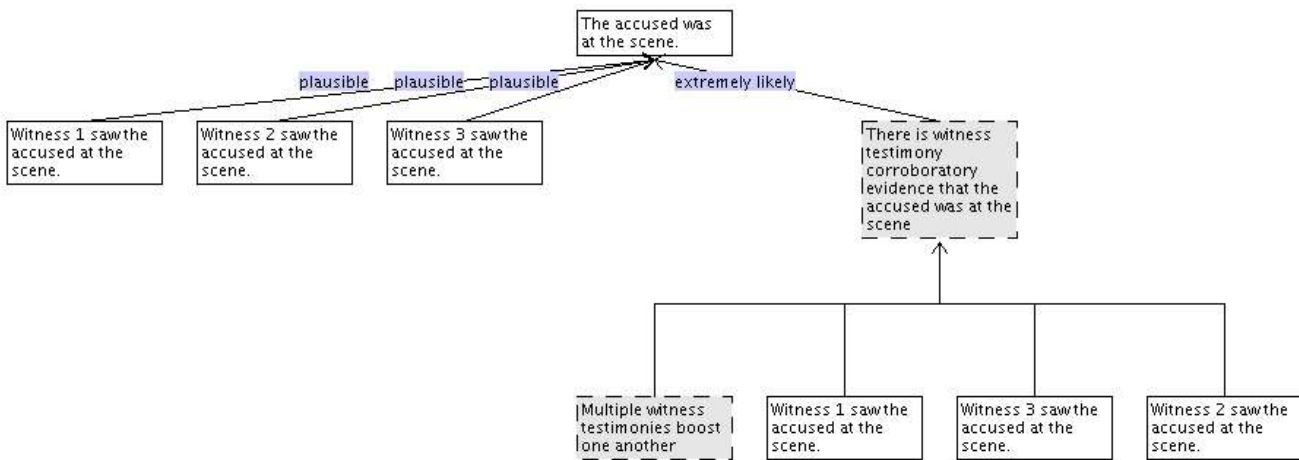 The accused was
at the scene.
plausible
plausible
plausible
extremely likely
Witness 1 saw the
accused at the
scene.
Witness 2 saw the
accused at the
scene.
Witness 3 saw the
accused at the
scene.
There is witness
testimony
corroboratory
evidence that the
accused was at the
scene
Multiple witness
testimonies boost
one another
Witness 1 saw the
accused at the
scene.
Witness 3 saw the
accused at the
scene.
Witness 2 saw the
accused at the
scene.